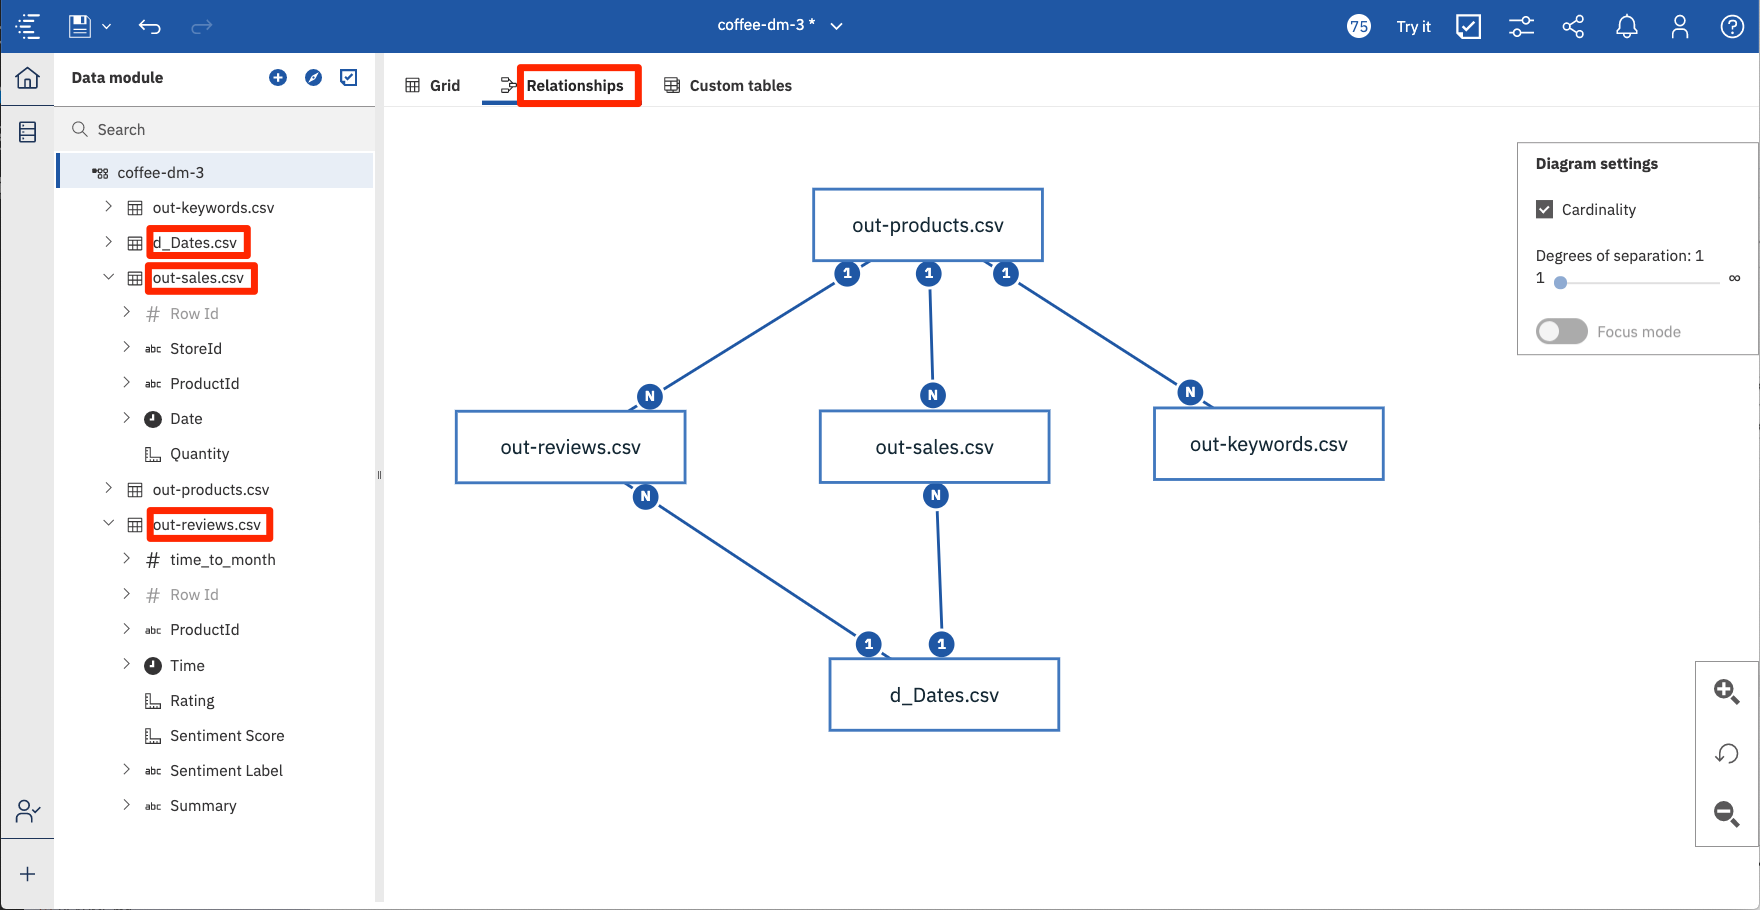 coffee-dm-3 *
75
Try it
Data module
Search
coffee-dm-3
out-keywords.csv
d_Dates.csv
out-sales.csv
# Row Id
abc StoreId
abc ProductId
Date
Quantity
out-products.csv
out-reviews.csv
# time_to_month
# Row Id
abc ProductId
Time
Rating
Sentiment Score
abc Sentiment Label
abc Summary
Grid
Relationships
Custom tables
out-products.csv
1
1
1
N
N
N
out-reviews.csv
out-sales.csv
out-keywords.csv
N
N
1
1
d_Dates.csv
Diagram settings
Cardinality
Degrees of separation: 1
1 ∞
Focus mode